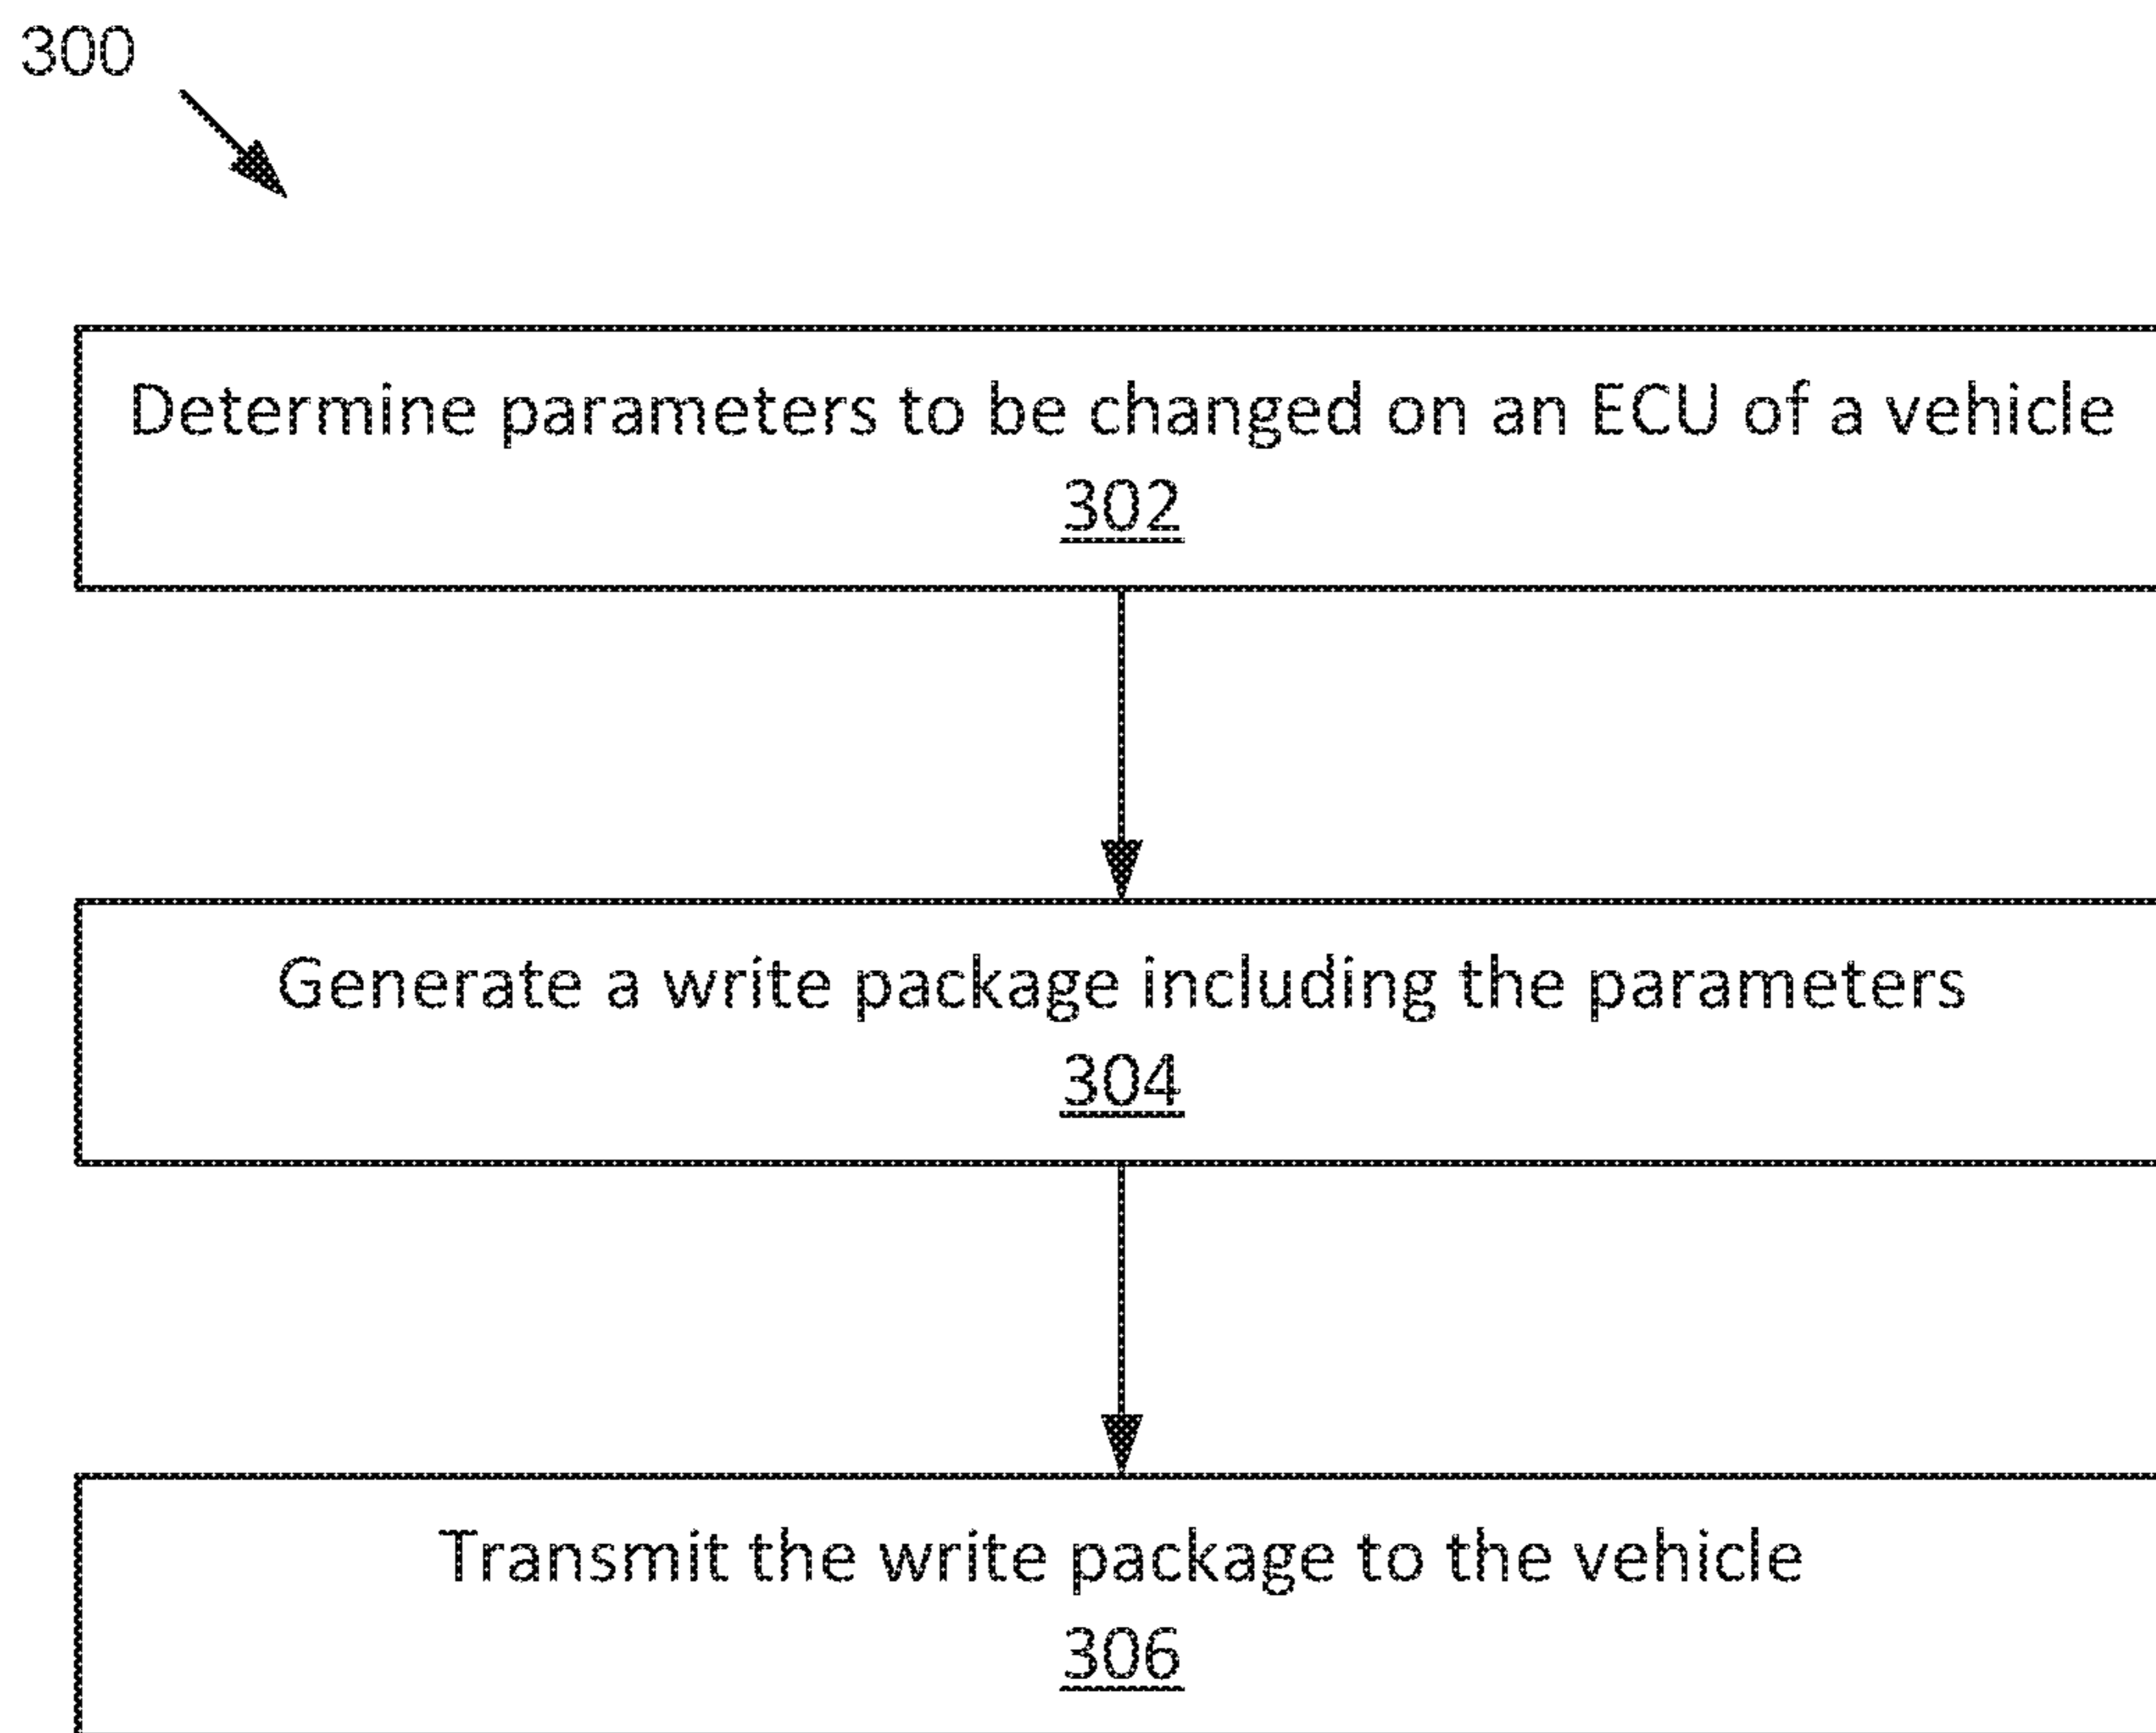 300
Determine parameters to be changed on an ECU of a vehicle
302
Generate a write package including the parameters
304
Transmit the write package to the vehicle
306